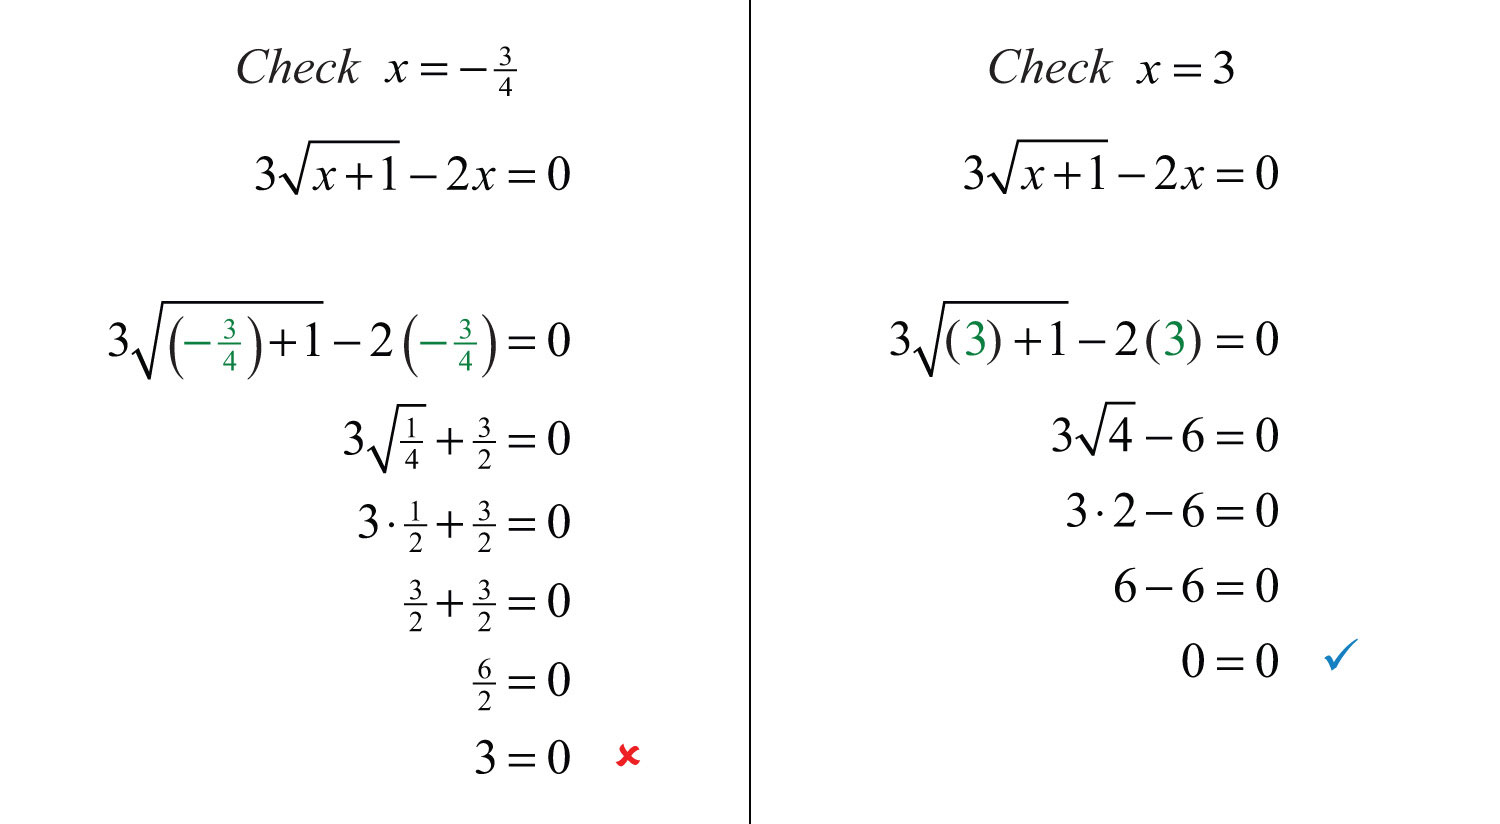 Check x = −3/4
3√(x+1) − 2x = 0
3√((−3/4)+1) − 2(−3/4) = 0
3√(1/4) + 3/2 = 0
3 · 1/2 + 3/2 = 0
3/2 + 3/2 = 0
6/2 = 0
3 = 0 ✘
Check x = 3
3√(x+1) − 2x = 0
3√((3)+1) − 2(3) = 0
3√4 − 6 = 0
3 · 2 − 6 = 0
6 − 6 = 0
0 = 0 ✓